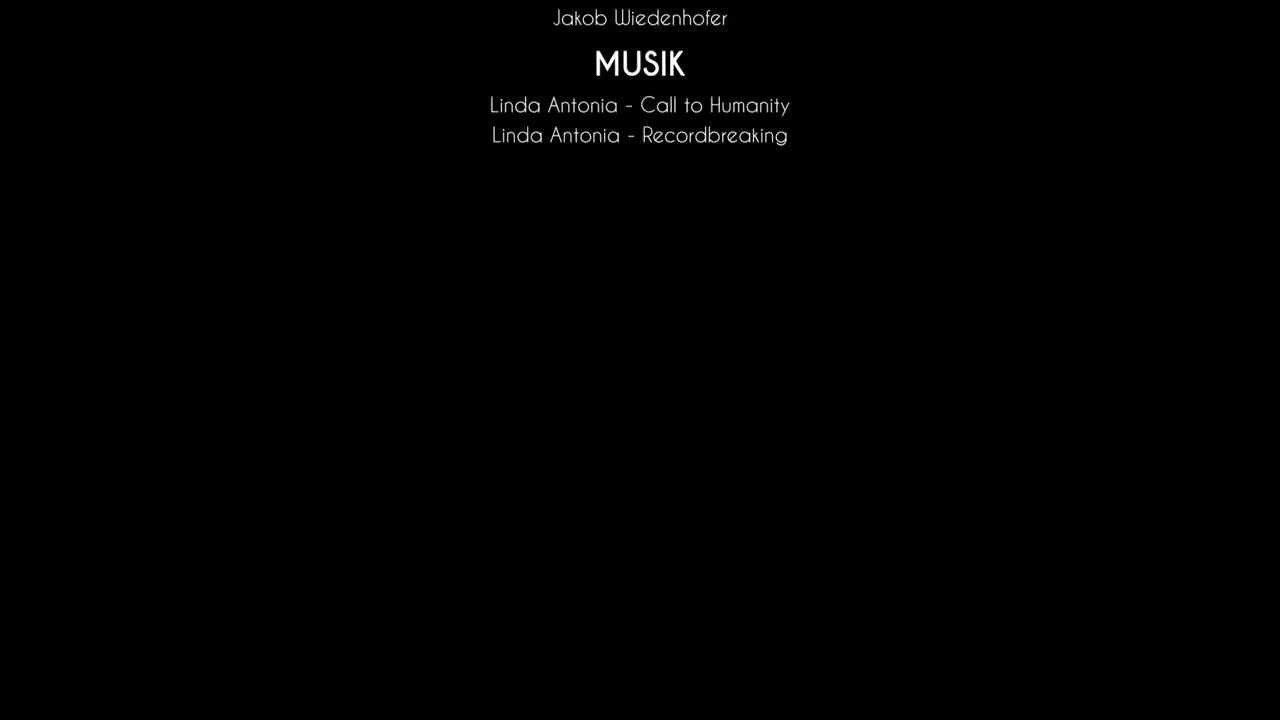 Jakob Wiedenhofer
MUSIK
Linda Antonia - Call to Humanity
Linda Antonia - Recordbreaking